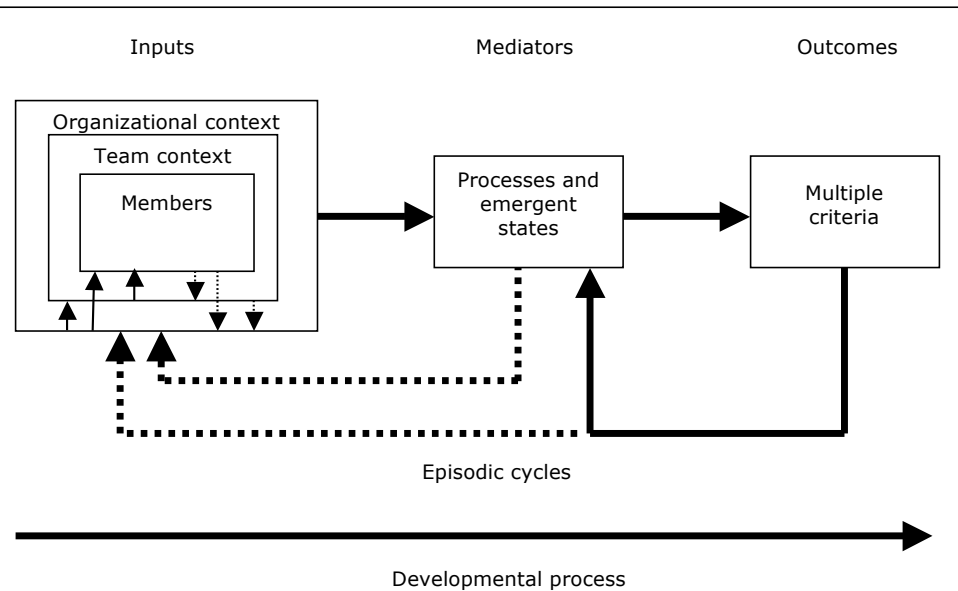 Inputs
Mediators
Outcomes
Organizational context
Team context
Members
Processes and
emergent
states
Multiple
criteria
Episodic cycles
Developmental process